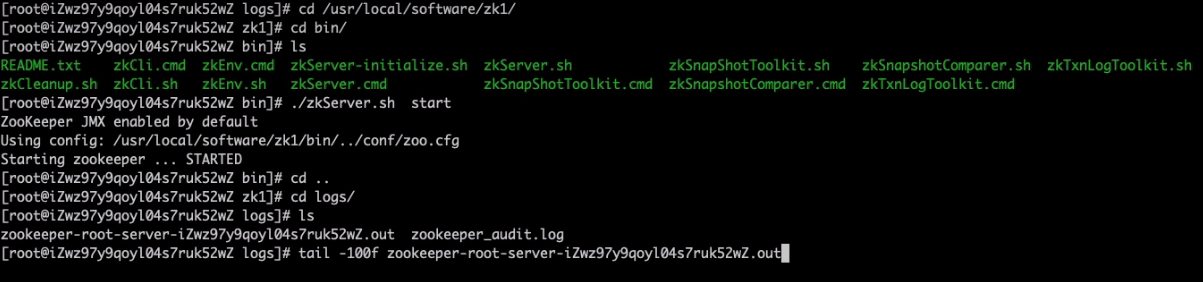 [root@iZwz97y9qoyl04s7ruk52wZ logs]# cd /usr/local/software/zk1/
[root@iZwz97y9qoyl04s7ruk52wZ zk1]# cd bin/
[root@iZwz97y9qoyl04s7ruk52wZ bin]# ls
README.txt    zkCli.cmd  zkEnv.cmd  zkServer-initialize.sh  zkServer.sh            zkSnapShotToolkit.sh    zkSnapshotComparer.sh  zkTxnLogToolkit.sh
zkCleanup.sh  zkCli.sh   zkEnv.sh   zkServer.cmd            zkSnapShotToolkit.cmd  zkSnapshotComparer.cmd  zkTxnLogToolkit.cmd
[root@iZwz97y9qoyl04s7ruk52wZ bin]# ./zkServer.sh  start
ZooKeeper JMX enabled by default
Using config: /usr/local/software/zk1/bin/../conf/zoo.cfg
Starting zookeeper ... STARTED
[root@iZwz97y9qoyl04s7ruk52wZ bin]# cd ..
[root@iZwz97y9qoyl04s7ruk52wZ zk1]# cd logs/
[root@iZwz97y9qoyl04s7ruk52wZ logs]# ls
zookeeper-root-server-iZwz97y9qoyl04s7ruk52wZ.out  zookeeper_audit.log
[root@iZwz97y9qoyl04s7ruk52wZ logs]# tail -100f zookeeper-root-server-iZwz97y9qoyl04s7ruk52wZ.out